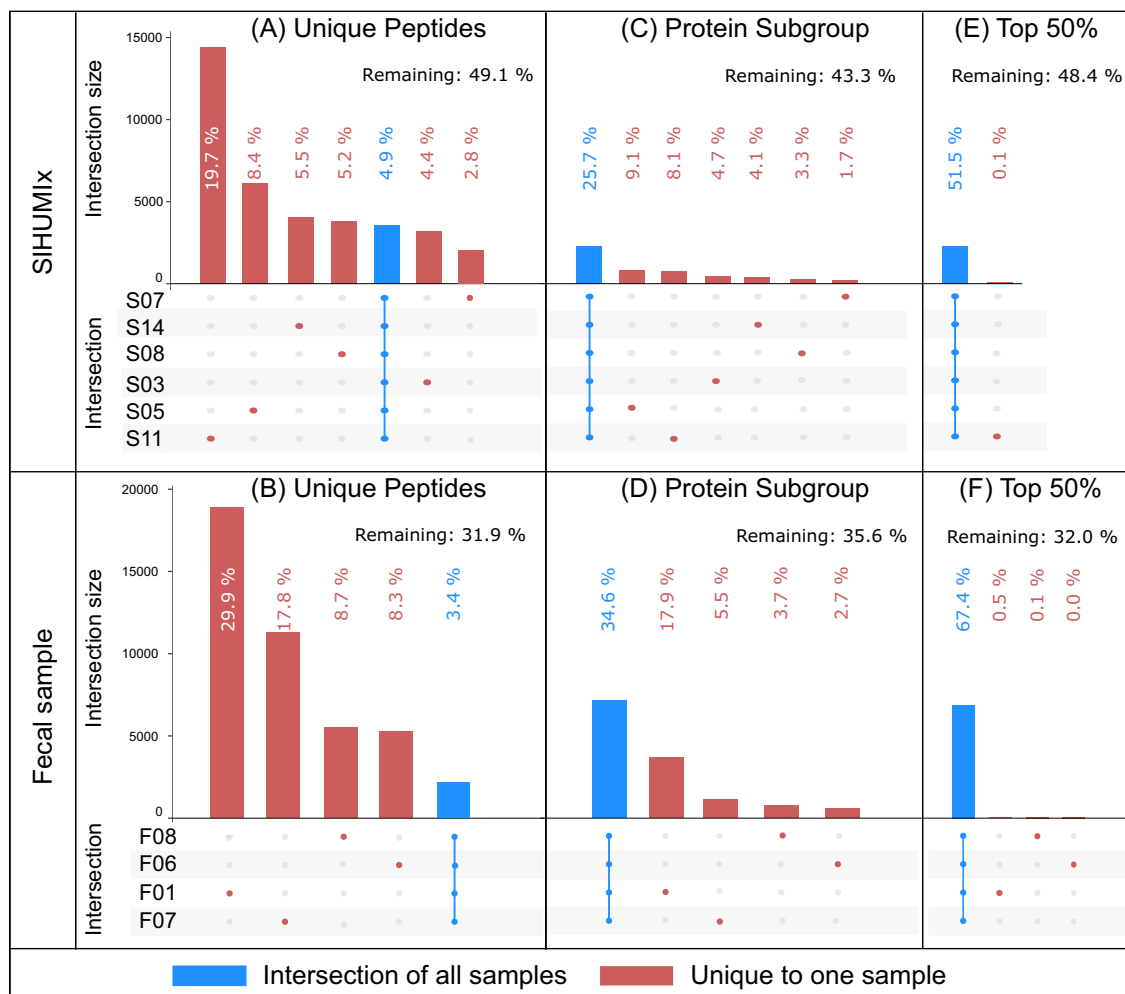 SIHUMIx
(A) Unique Peptides
Remaining: 49.1 %
Intersection size
15000
10000
5000
0
19.7 %
8.4 %
5.5 %
5.2 %
4.9 %
4.4 %
2.8 %
Intersection
S07
S14
S08
S03
S05
S11
(C) Protein Subgroup
Remaining: 43.3 %
25.7 %
9.1 %
8.1 %
4.7 %
4.1 %
3.3 %
1.7 %
(E) Top 50%
Remaining: 48.4 %
51.5 %
0.1 %
Fecal sample
(B) Unique Peptides
Remaining: 31.9 %
Intersection size
20000
15000
10000
5000
0
29.9 %
17.8 %
8.7 %
8.3 %
3.4 %
Intersection
F08
F06
F01
F07
(D) Protein Subgroup
Remaining: 35.6 %
34.6 %
17.9 %
5.5 %
3.7 %
2.7 %
(F) Top 50%
Remaining: 32.0 %
67.4 %
0.5 %
0.1 %
0.0 %
Intersection of all samples
Unique to one sample